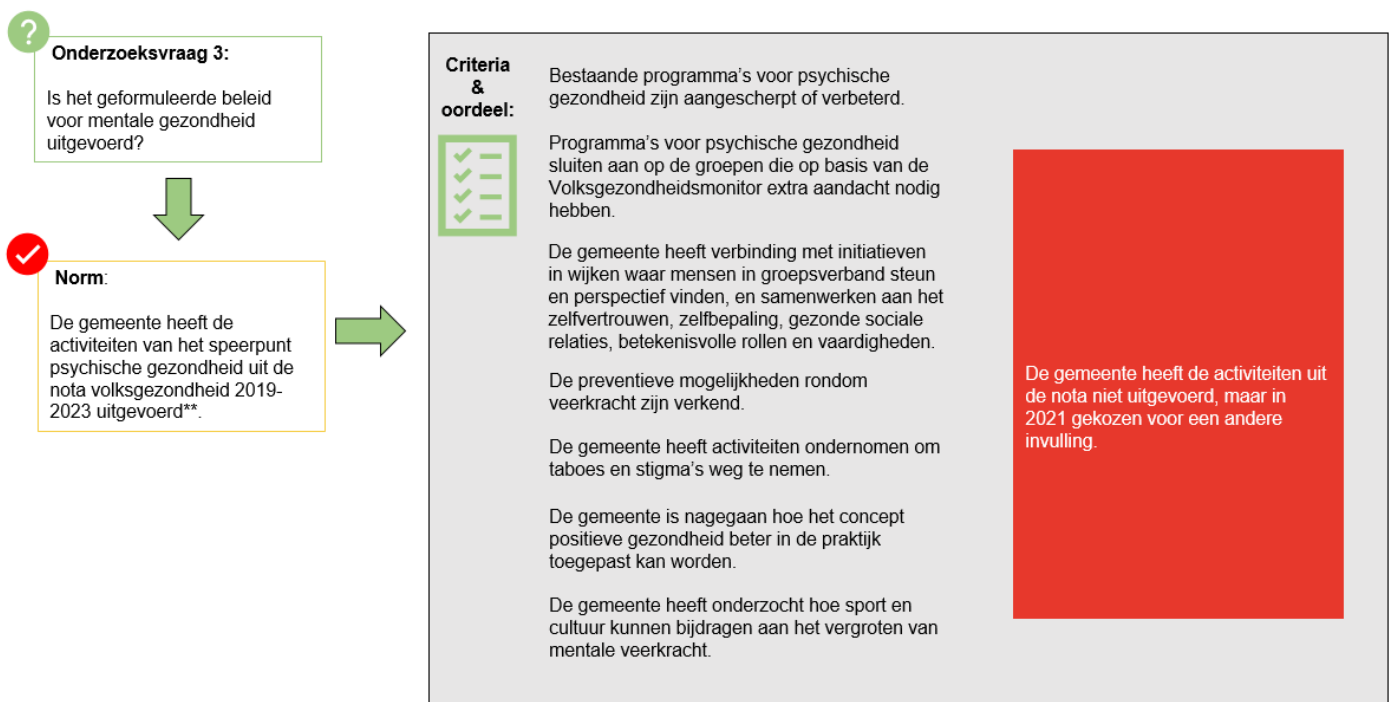 ?
Onderzoeksvraag 3:
Is het geformuleerde beleid
voor mentale gezondheid
uitgevoerd?
Norm:
De gemeente heeft de
activiteiten van het speerpunt
psychische gezondheid uit de
nota volksgezondheid 2019-
2023 uitgevoerd**.
Criteria
&
oordeel:
Bestaande programma's voor psychische
gezondheid zijn aangescherpt of verbeterd.
Programma's voor psychische gezondheid
sluiten aan op de groepen die op basis van de
Volksgezondheidsmonitor extra aandacht nodig
hebben.
De gemeente heeft verbinding met initiatieven
in wijken waar mensen in groepsverband steun
en perspectief vinden, en samenwerken aan het
zelfvertrouwen, zelfbepaling, gezonde sociale
relaties, betekenisvolle rollen en vaardigheden.
De preventieve mogelijkheden rondom
veerkracht zijn verkend.
De gemeente heeft activiteiten ondernomen om
taboes en stigma's weg te nemen.
De gemeente is nagegaan hoe het concept
positieve gezondheid beter in de praktijk
toegepast kan worden.
De gemeente heeft onderzocht hoe sport en
cultuur kunnen bijdragen aan het vergroten van
mentale veerkracht.
De gemeente heeft de activiteiten uit
de nota niet uitgevoerd, maar in
2021 gekozen voor een andere
invulling.